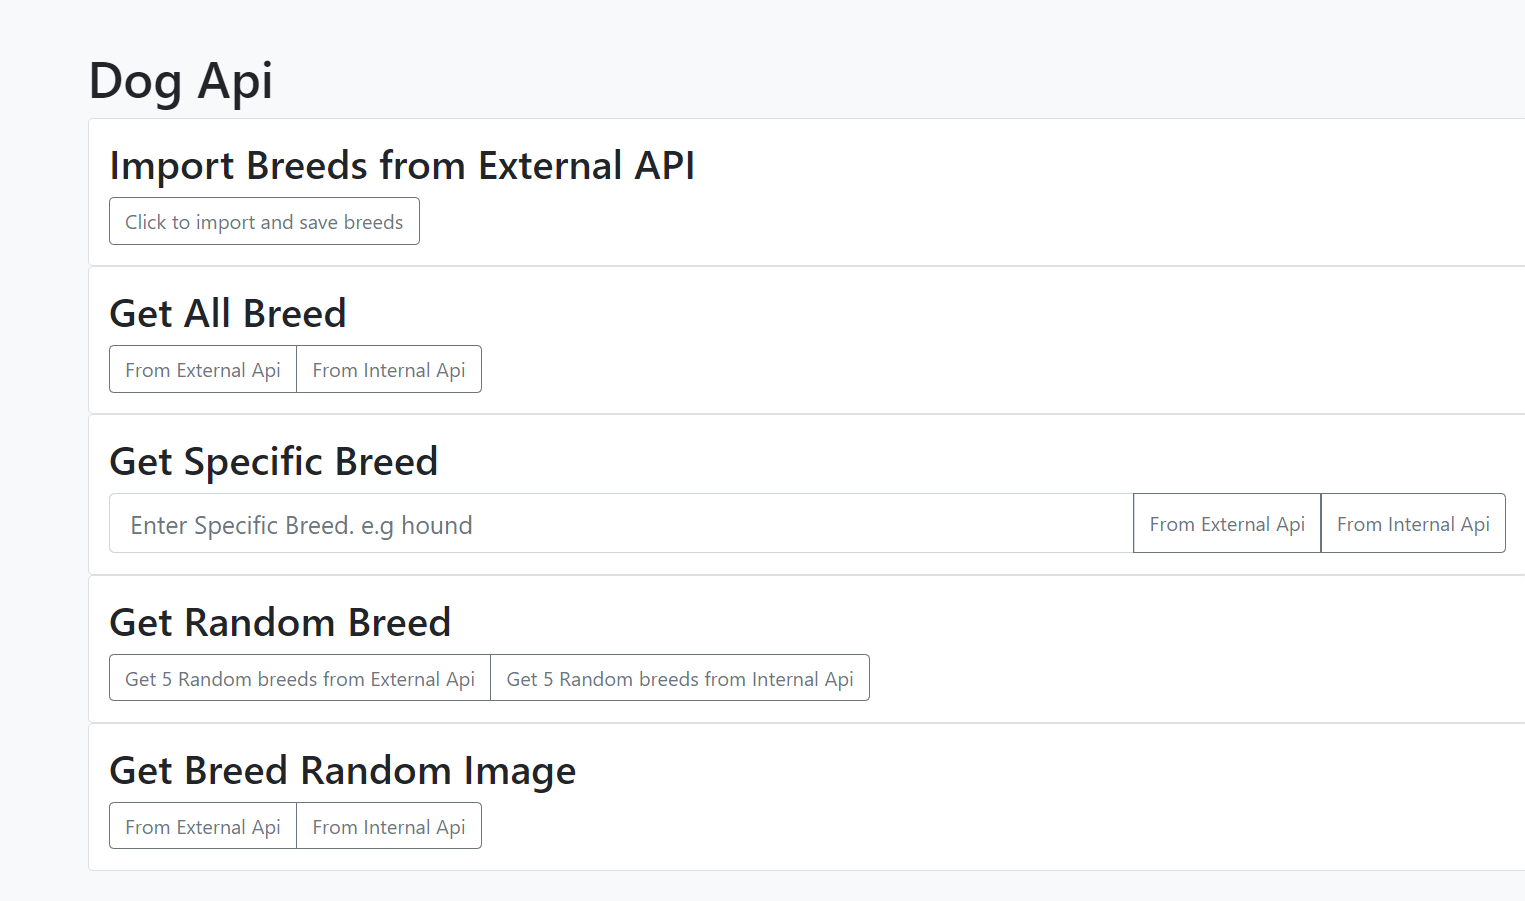 Dog Api
Import Breeds from External API
Click to import and save breeds
Get All Breed
From External Api From Internal Api
Get Specific Breed
Enter Specific Breed. e.g hound From External Api From Internal Api
Get Random Breed
Get 5 Random breeds from External Api Get 5 Random breeds from Internal Api
Get Breed Random Image
From External Api From Internal Api